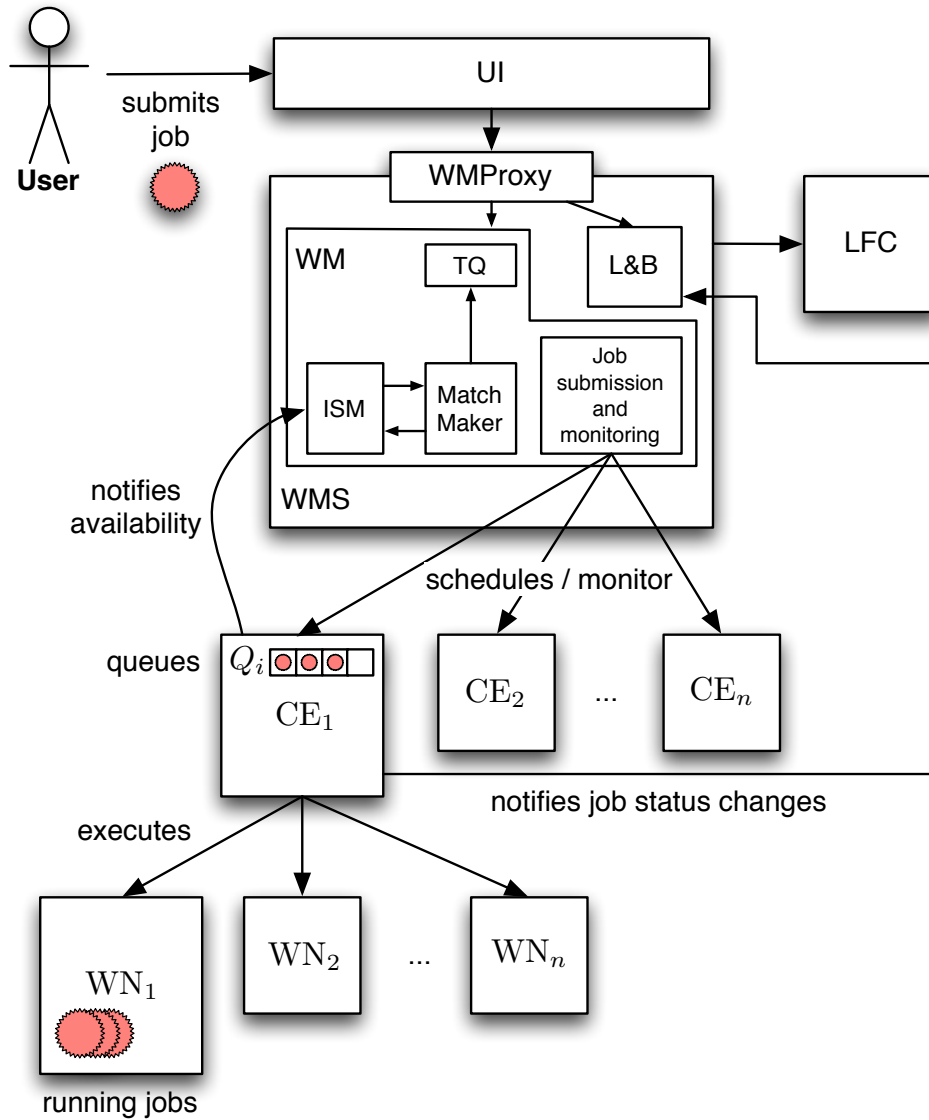 UI
submits
job
User
WMProxy
LFC
WM
TQ
L&B
ISM
Match
Maker
Job
submission
and
monitoring
WMS
notifies
availability
schedules / monitor
queues
Qi
CE1
CE2
...
CEn
notifies job status changes
executes
WN1
WN2
...
WNn
running jobs